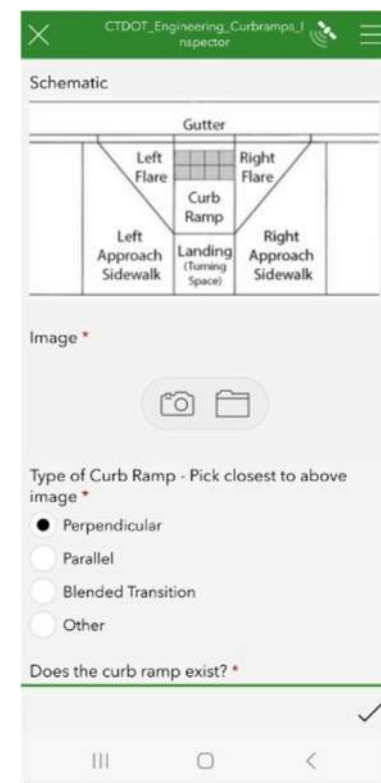 CTDOT_Engineering_Curbramps_I
nspector
Schematic
Gutter
Left
Flare
Right
Flare
Curb
Ramp
Left
Approach
Sidewalk
Landing
(Turning
Space)
Right
Approach
Sidewalk
Image *
Type of Curb Ramp - Pick closest to above
image *
Perpendicular
Parallel
Blended Transition
Other
Does the curb ramp exist? *